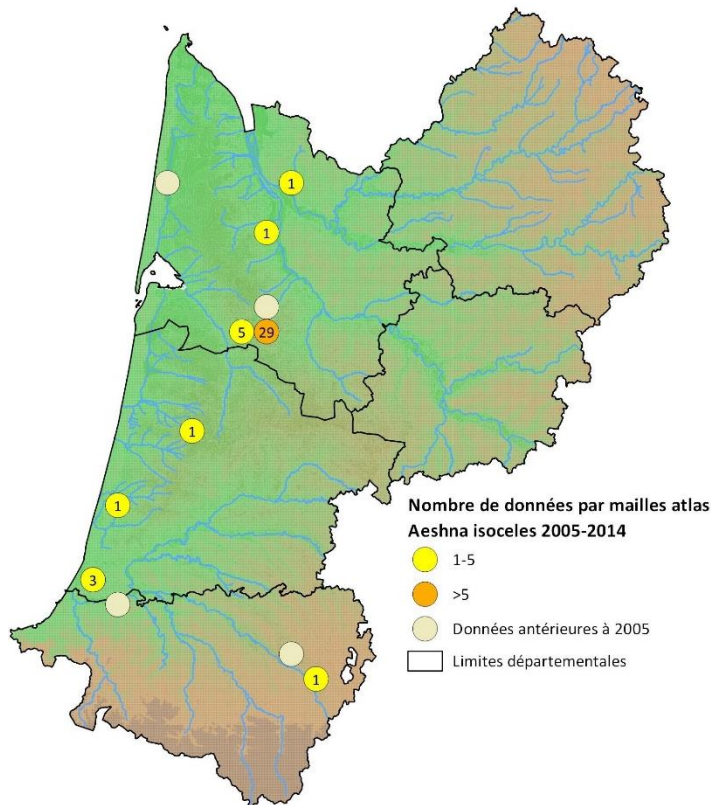 1
1
5 29
1
1
3
1
Nombre de données par mailles atlas
Aeshna isoceles 2005-2014
1-5
>5
Données antérieures à 2005
Limites départementales